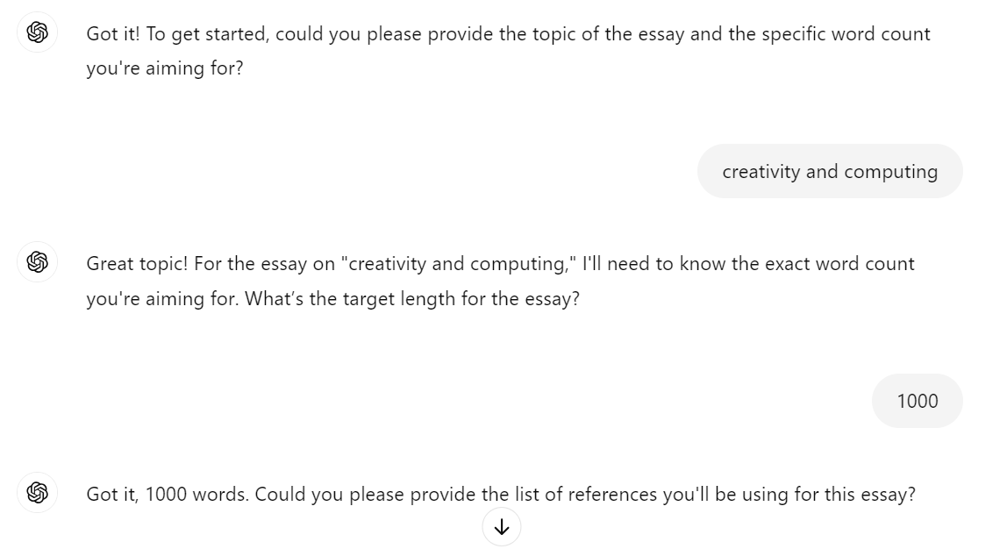 Got it! To get started, could you please provide the topic of the essay and the specific word count
you're aiming for?
creativity and computing
Great topic! For the essay on "creativity and computing," I'll need to know the exact word count
you're aiming for. What’s the target length for the essay?
1000
Got it, 1000 words. Could you please provide the list of references you'll be using for this essay?